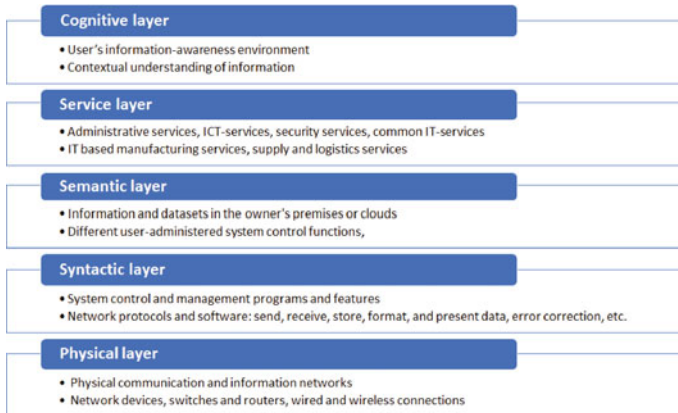 Cognitive layer
• User's information-awareness environment
• Contextual understanding of information
Service layer
• Administrative services, ICT-services, security services, common IT-services
• IT based manufacturing services, supply and logistics services
Semantic layer
• Information and datasets in the owner's premises or clouds
• Different user-administered system control functions,
Syntactic layer
• System control and management programs and features
• Network protocols and software: send, receive, store, format, and present data, error correction, etc.
Physical layer
• Physical communication and information networks
• Network devices, switches and routers, wired and wireless connections